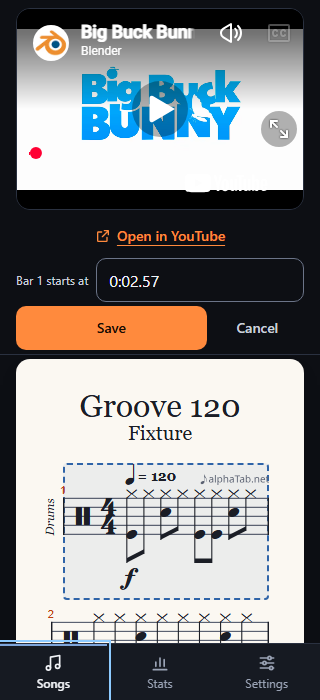 Big Buck Bunn
Blender
CC
Big Buck
BUNNY
YouTube
Open in YouTube
Bar 1 starts at
0:02.57
Save
Cancel
Groove 120
Fixture
= 120
alphaTab.net
1
Drums
4
4
f
2
Songs
Stats
Settings